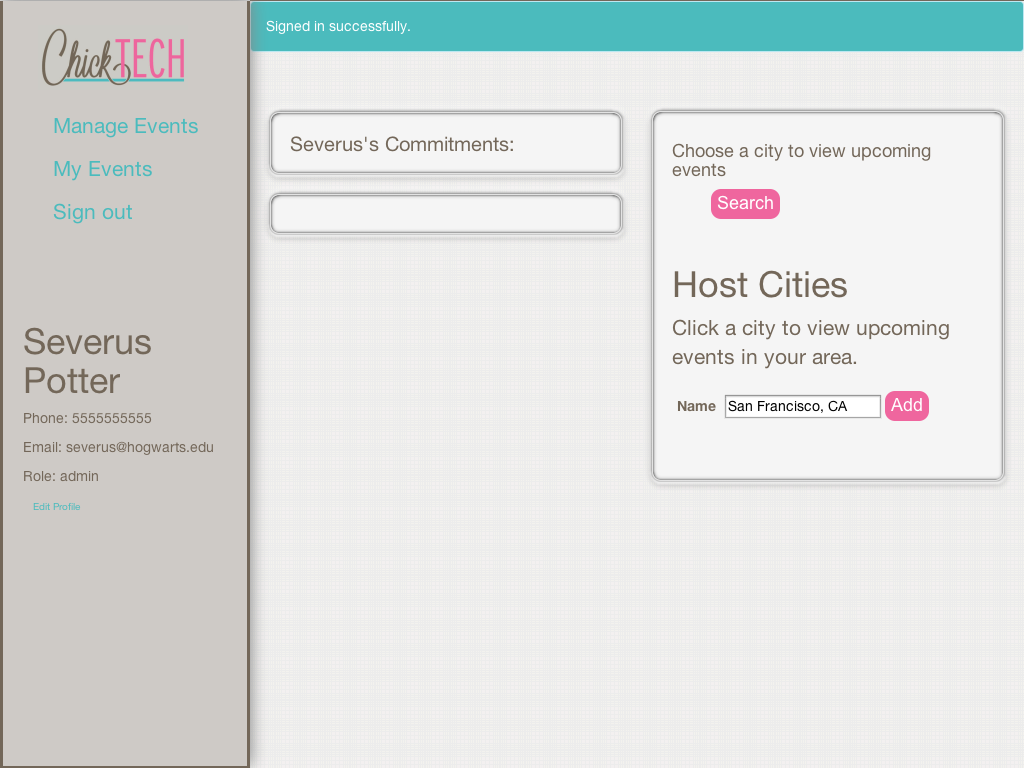 Signed in successfully.
ChickTECH
Manage Events
My Events
Sign out
Severus
Potter
Phone: 5555555555
Email: severus@hogwarts.edu
Role: admin
Edit Profile
Severus's Commitments:
Choose a city to view upcoming
events
Search
Host Cities
Click a city to view upcoming
events in your area.
Name San Francisco, CA Add